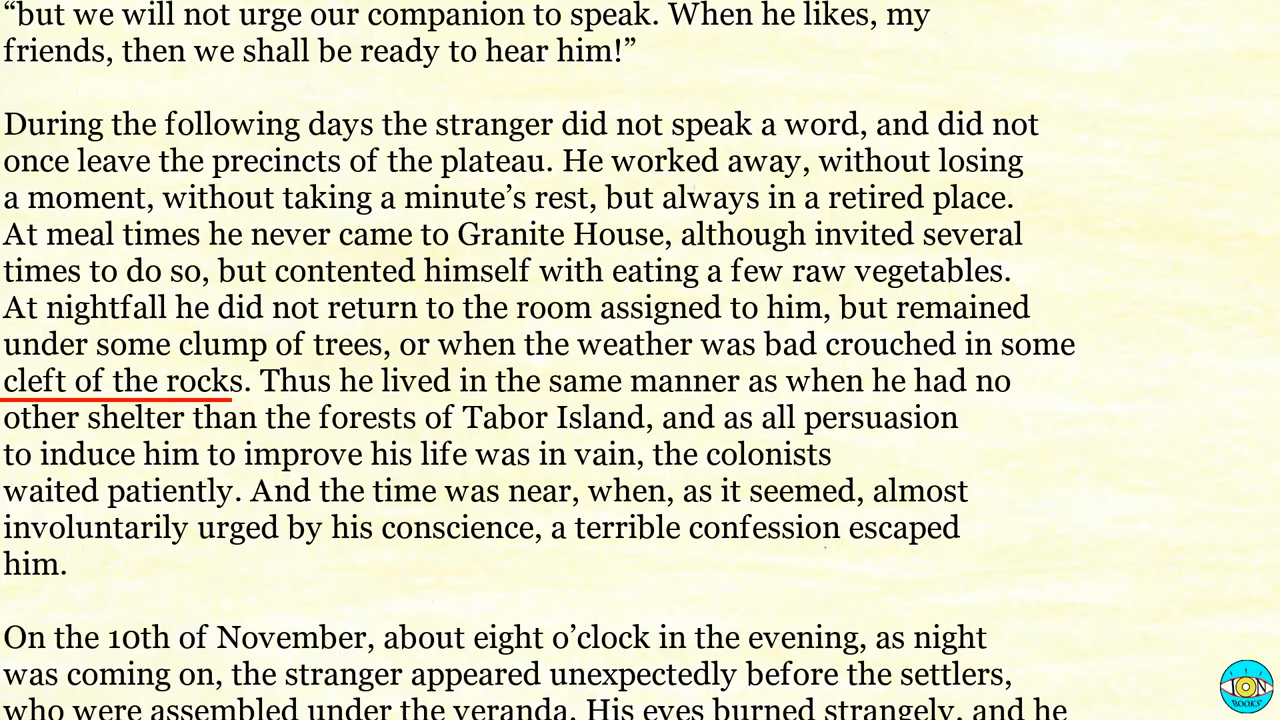 “but we will not urge our companion to speak. When he likes, my
friends, then we shall be ready to hear him!”
During the following days the stranger did not speak a word, and did not
once leave the precincts of the plateau. He worked away, without losing
a moment, without taking a minute’s rest, but always in a retired place.
At meal times he never came to Granite House, although invited several
times to do so, but contented himself with eating a few raw vegetables.
At nightfall he did not return to the room assigned to him, but remained
under some clump of trees, or when the weather was bad crouched in some
cleft of the rocks. Thus he lived in the same manner as when he had no
other shelter than the forests of Tabor Island, and as all persuasion
to induce him to improve his life was in vain, the colonists
waited patiently. And the time was near, when, as it seemed, almost
involuntarily urged by his conscience, a terrible confession escaped
him.
On the 10th of November, about eight o’clock in the evening, as night
was coming on, the stranger appeared unexpectedly before the settlers,
who were assembled under the veranda. His eyes burned strangely, and he
ION
BOOKS